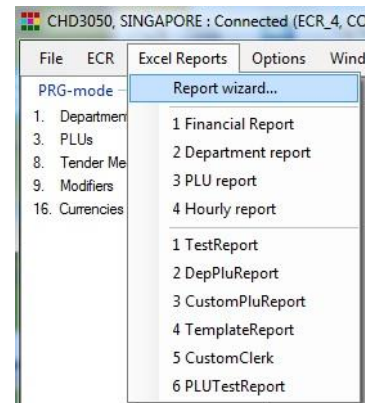 CHD3050, SINGAPORE : Connected (ECR_4, CC
File ECR Excel Reports Options Wind
PRG-mode
1. Departmen
3. PLUs
8. Tender Me
9. Modifiers
16. Currencies
Report wizard...
1 Financial Report
2 Department report
3 PLU report
4 Hourly report
1 TestReport
2 DepPluReport
3 CustomPluReport
4 TemplateReport
5 CustomClerk
6 PLUTestReport